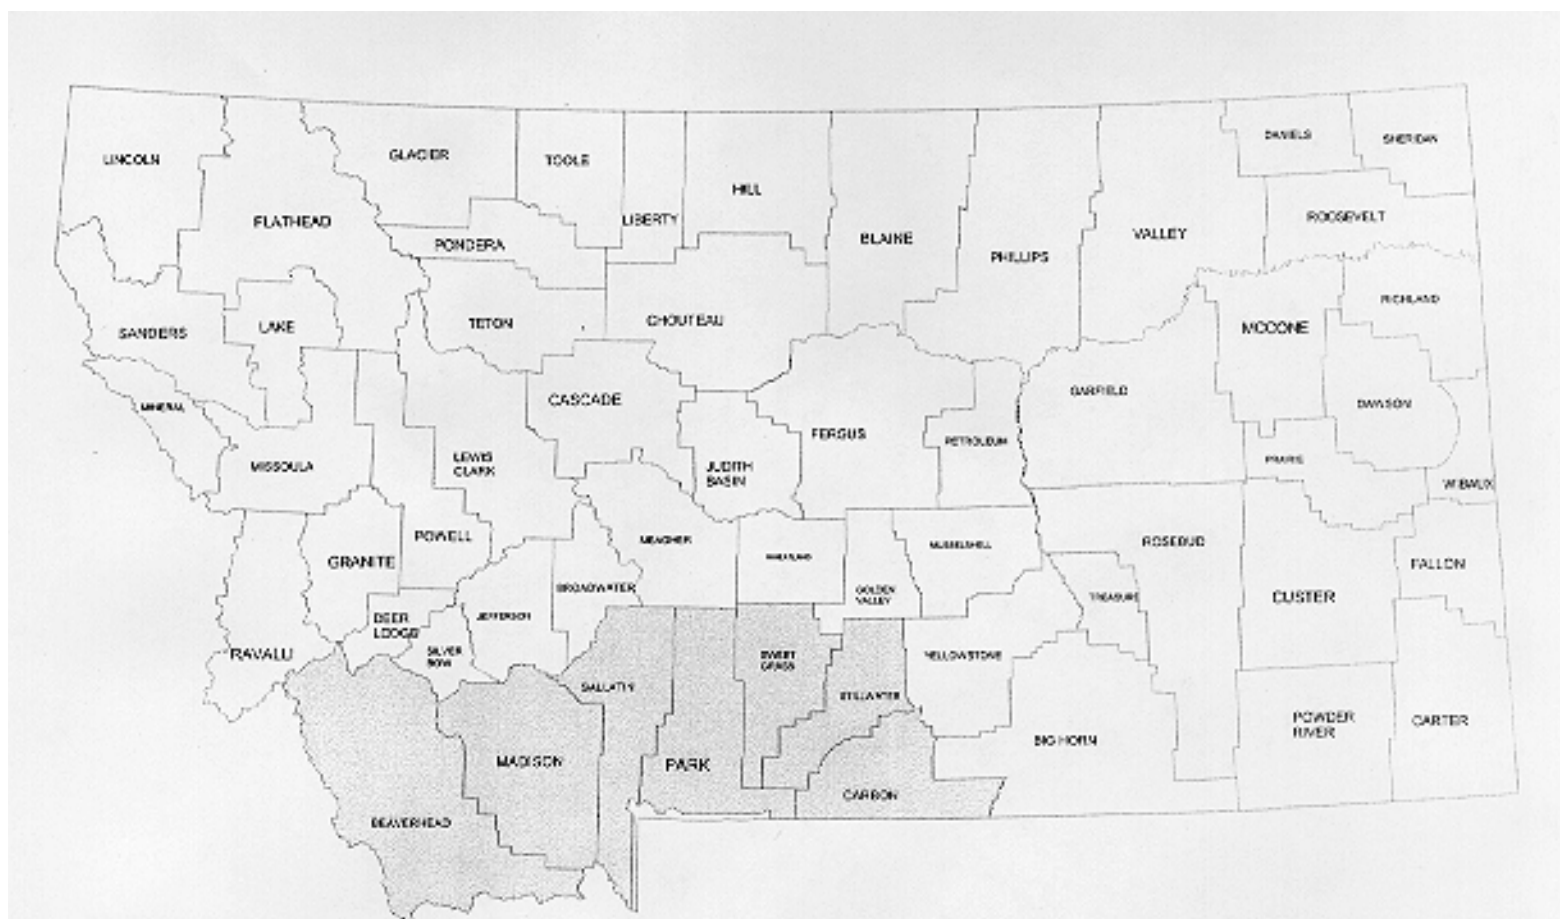 LINCOLN
GLACIER
TOOLE
LIBERTY
HILL
DANIELS
SHERIDAN
FLATHEAD
PONDERA
BLAINE
PHILLIPS
VALLEY
ROOSEVELT
SANDERS
LAKE
TETON
CHOUTEAU
MCCONE
RICHLAND
MINERAL
CASCADE
GARFIELD
DAWSON
MISSOULA
LEWIS
CLARK
JUDITH
BASIN
FERGUS
PETROLEUM
PRAIRIE
WIBAUX
GRANITE
POWELL
MEAGHER
WHEATLAND
MUSSELSHELL
ROSEBUD
FALLON
BROADWATER
GOLDEN
VALLEY
TREASURE
CUSTER
RAVALLI
DEER
LODGE
SILVER
BOW
JEFFERSON
GALLATIN
SWEET
GRASS
STILLWATER
YELLOWSTONE
MADISON
PARK
CARBON
BIG HORN
POWDER
RIVER
CARTER
BEAVERHEAD